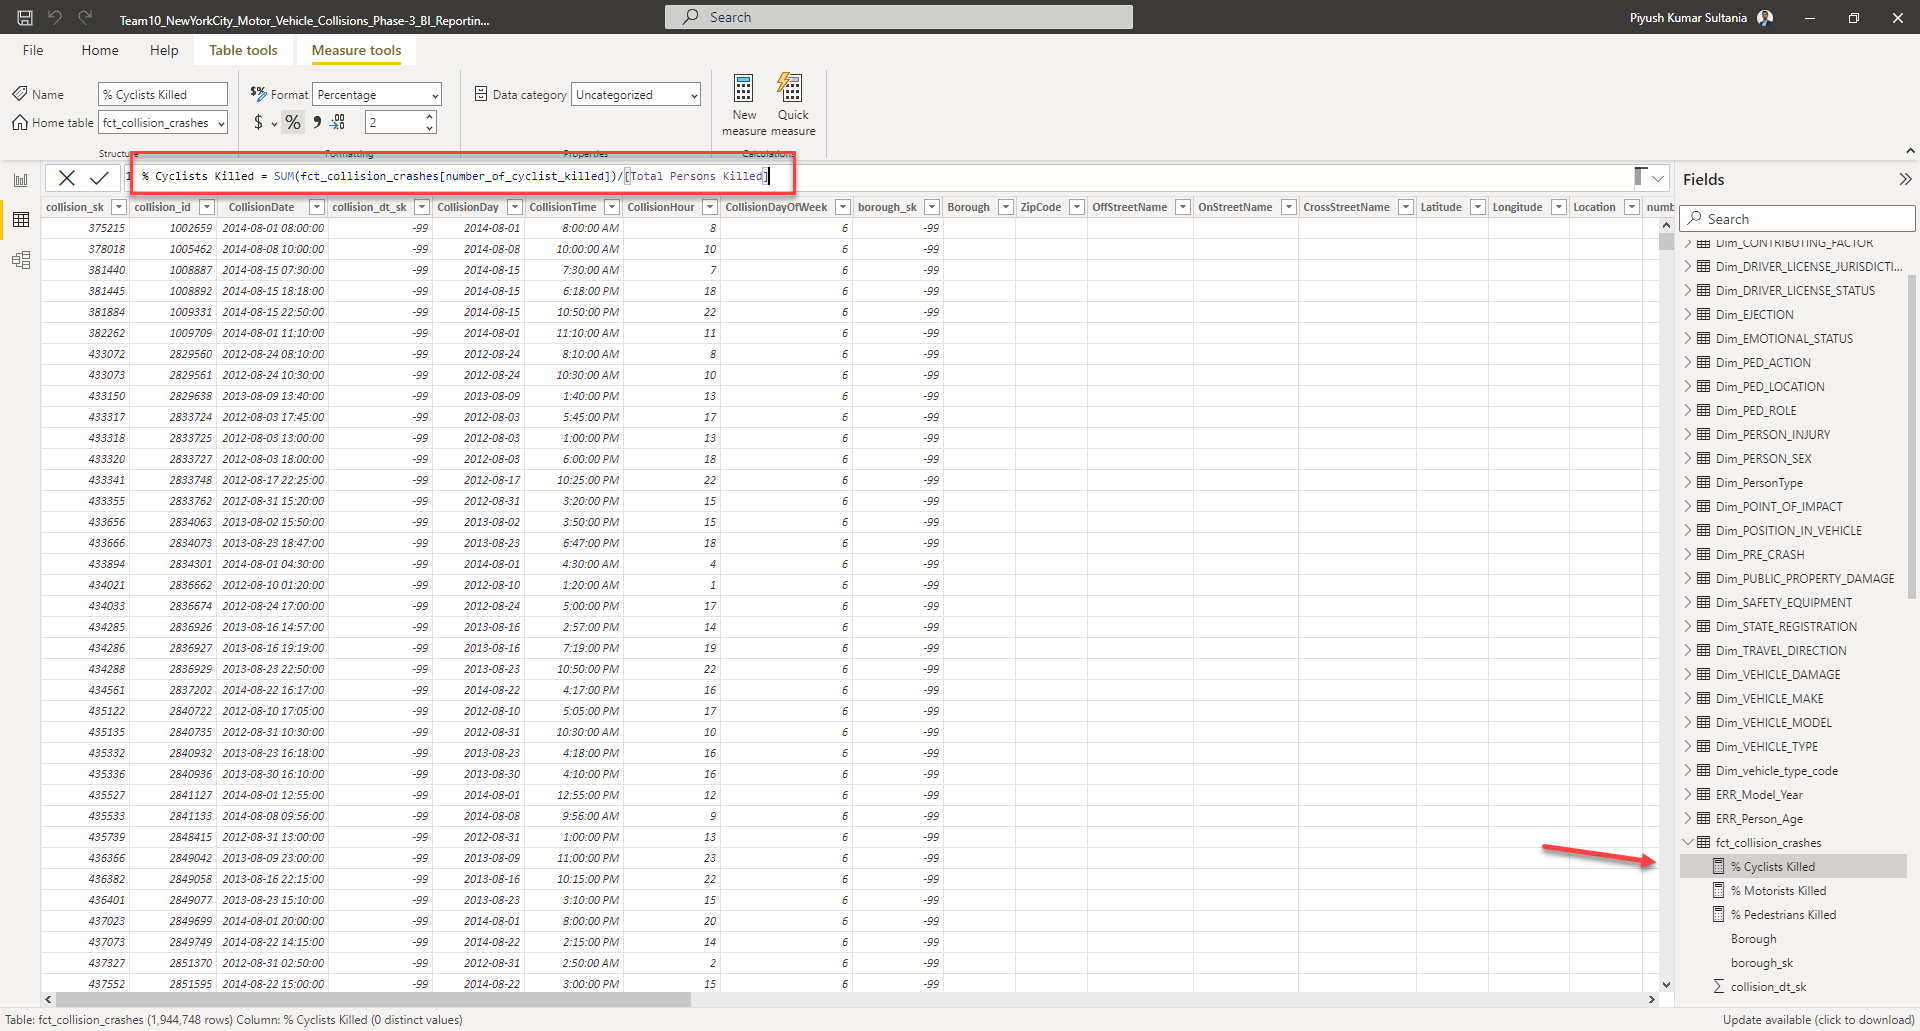 Team10_NewYorkCity_Motor_Vehicle_Collisions_Phase-3_BI_Reportin...
Search
Piyush Kumar Sultania
File Home Help Table tools Measure tools
Name % Cyclists Killed
Home table fct_collision_crashes
Structure
Format Percentage
$ % 2
Formatting
Data category Uncategorized
Properties
New measure
Quick measure
Calculations
1 % Cyclists Killed = SUM(fct_collision_crashes[number_of_cyclist_killed])/[Total Persons Killed]
collision_sk collision_id CollisionDate collision_dt_sk CollisionDay CollisionTime CollisionHour CollisionDayOfWeek borough_sk Borough ZipCode OffStreetName OnStreetName CrossStreetName Latitude Longitude Location numb
375215 1002659 2014-08-01 08:00:00 -99 2014-08-01 8:00:00 AM 8 6 -99
378018 1005462 2014-08-08 10:00:00 -99 2014-08-08 10:00:00 AM 10 6 -99
381440 1008887 2014-08-15 07:30:00 -99 2014-08-15 7:30:00 AM 7 6 -99
381445 1008892 2014-08-15 18:18:00 -99 2014-08-15 6:18:00 PM 18 6 -99
381884 1009331 2014-08-15 22:50:00 -99 2014-08-15 10:50:00 PM 22 6 -99
382262 1009709 2014-08-01 11:10:00 -99 2014-08-01 11:10:00 AM 11 6 -99
433072 2829560 2012-08-24 08:10:00 -99 2012-08-24 8:10:00 AM 8 6 -99
433073 2829561 2012-08-24 10:30:00 -99 2012-08-24 10:30:00 AM 10 6 -99
433150 2829638 2013-08-09 13:40:00 -99 2013-08-09 1:40:00 PM 13 6 -99
433317 2833724 2012-08-03 17:45:00 -99 2012-08-03 5:45:00 PM 17 6 -99
433318 2833725 2012-08-03 13:00:00 -99 2012-08-03 1:00:00 PM 13 6 -99
433320 2833727 2012-08-03 18:00:00 -99 2012-08-03 6:00:00 PM 18 6 -99
433341 2833748 2012-08-17 22:25:00 -99 2012-08-17 10:25:00 PM 22 6 -99
433355 2833762 2012-08-31 15:20:00 -99 2012-08-31 3:20:00 PM 15 6 -99
433656 2834063 2013-08-02 15:50:00 -99 2013-08-02 3:50:00 PM 15 6 -99
433666 2834073 2013-08-23 18:47:00 -99 2013-08-23 6:47:00 PM 18 6 -99
433894 2834301 2014-08-01 04:30:00 -99 2014-08-01 4:30:00 AM 4 6 -99
434021 2836662 2012-08-10 01:20:00 -99 2012-08-10 1:20:00 AM 1 6 -99
434033 2836674 2012-08-24 17:00:00 -99 2012-08-24 5:00:00 PM 17 6 -99
434285 2836926 2013-08-16 14:57:00 -99 2013-08-16 2:57:00 PM 14 6 -99
434286 2836927 2013-08-16 19:19:00 -99 2013-08-16 7:19:00 PM 19 6 -99
434288 2836929 2013-08-23 22:50:00 -99 2013-08-23 10:50:00 PM 22 6 -99
434561 2837202 2014-08-22 16:17:00 -99 2014-08-22 4:17:00 PM 16 6 -99
435122 2840722 2012-08-10 17:05:00 -99 2012-08-10 5:05:00 PM 17 6 -99
435135 2840735 2012-08-31 10:30:00 -99 2012-08-31 10:30:00 AM 10 6 -99
435332 2840932 2013-08-23 16:18:00 -99 2013-08-23 4:18:00 PM 16 6 -99
435336 2840936 2013-08-30 16:10:00 -99 2013-08-30 4:10:00 PM 16 6 -99
435527 2841127 2014-08-01 12:55:00 -99 2014-08-01 12:55:00 PM 12 6 -99
435533 2841133 2014-08-08 09:56:00 -99 2014-08-08 9:56:00 AM 9 6 -99
435739 2848415 2012-08-31 13:00:00 -99 2012-08-31 1:00:00 PM 13 6 -99
436366 2849042 2013-08-09 23:00:00 -99 2013-08-09 11:00:00 PM 23 6 -99
436382 2849058 2013-08-16 22:15:00 -99 2013-08-16 10:15:00 PM 22 6 -99
436401 2849077 2013-08-23 15:10:00 -99 2013-08-23 3:10:00 PM 15 6 -99
437023 2849699 2014-08-01 20:00:00 -99 2014-08-01 8:00:00 PM 20 6 -99
437073 2849749 2014-08-22 14:15:00 -99 2014-08-22 2:15:00 PM 14 6 -99
437327 2851370 2012-08-31 02:50:00 -99 2012-08-31 2:50:00 AM 2 6 -99
437552 2851595 2014-08-22 15:00:00 -99 2014-08-22 3:00:00 PM 15 6 -99
Fields
Search
Dim_CONTRIBUTING_FACTOR
Dim_DRIVER_LICENSE_JURISDICTI...
Dim_DRIVER_LICENSE_STATUS
Dim_EJECTION
Dim_EMOTIONAL_STATUS
Dim_PED_ACTION
Dim_PED_LOCATION
Dim_PED_ROLE
Dim_PERSON_INJURY
Dim_PERSON_SEX
Dim_PersonType
Dim_POINT_OF_IMPACT
Dim_POSITION_IN_VEHICLE
Dim_PRE_CRASH
Dim_PUBLIC_PROPERTY_DAMAGE
Dim_SAFETY_EQUIPMENT
Dim_STATE_REGISTRATION
Dim_TRAVEL_DIRECTION
Dim_VEHICLE_DAMAGE
Dim_VEHICLE_MAKE
Dim_VEHICLE_MODEL
Dim_VEHICLE_TYPE
Dim_vehicle_type_code
ERR_Model_Year
ERR_Person_Age
fct_collision_crashes
% Cyclists Killed
% Motorists Killed
% Pedestrians Killed
Borough
borough_sk
collision_dt_sk
Table: fct_collision_crashes (1,944,748 rows) Column: % Cyclists Killed (0 distinct values)
Update available (click to download)